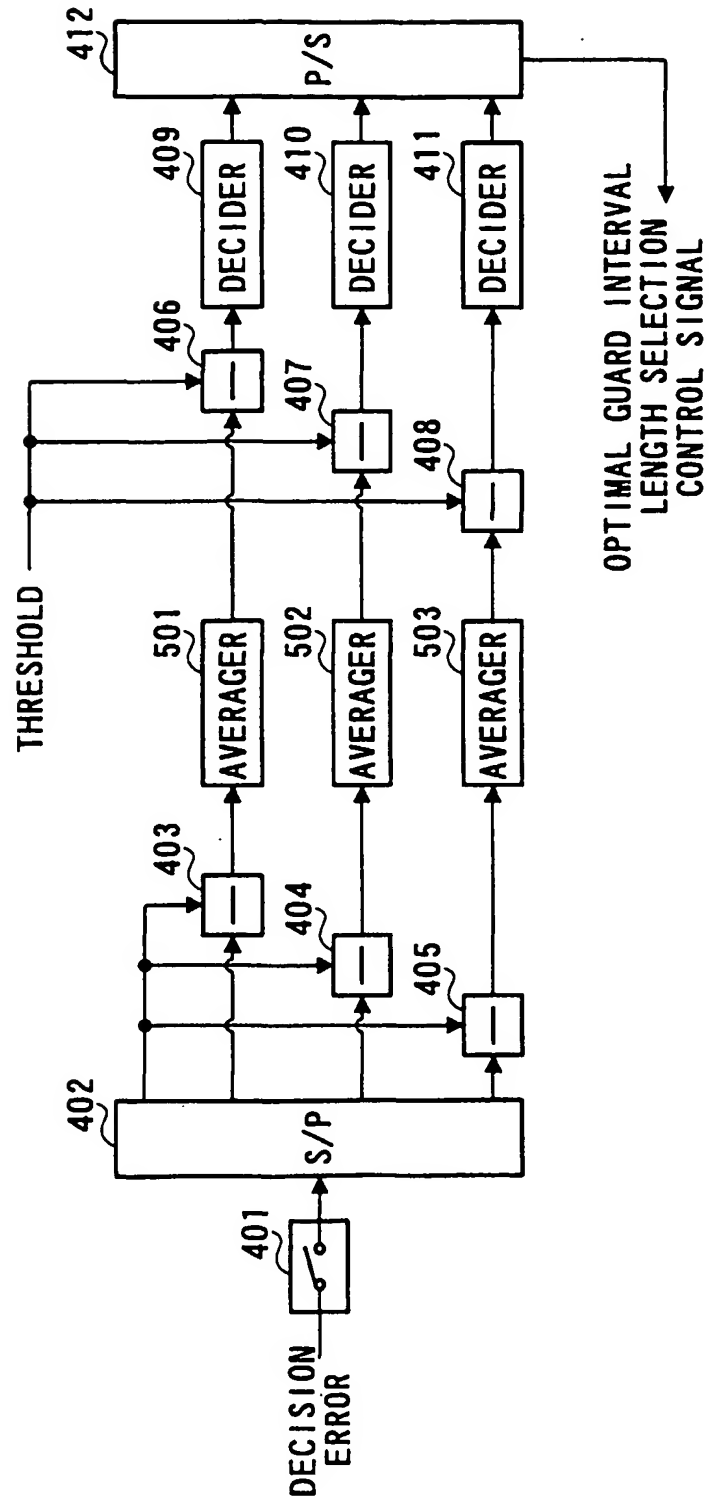 412
P/S
409
DECIDER
410
DECIDER
411
DECIDER
406
407
408
THRESHOLD
501
AVERAGER
502
AVERAGER
503
AVERAGER
403
404
405
402
S/P
401
DECISION
ERROR
OPTIMAL GUARD INTERVAL
LENGTH SELECTION
CONTROL SIGNAL